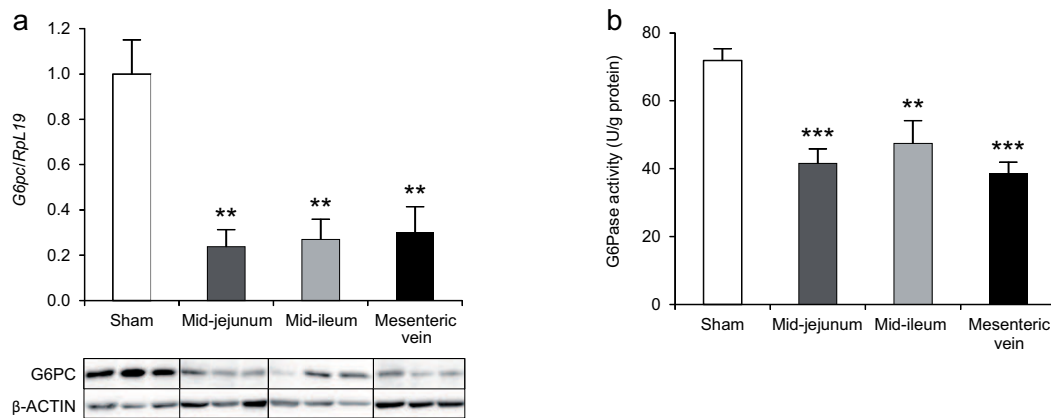 a
1.2
1.0
0.8
0.6
0.4
0.2
0.0
G6pc/RpL19
**
**
**
Sham
Mid-jejunum
Mid-ileum
Mesenteric
vein
G6PC
β-ACTIN
b
80
60
40
20
0
G6Pase activity (U/g protein)
***
**
***
Sham
Mid-jejunum
Mid-ileum
Mesenteric
vein